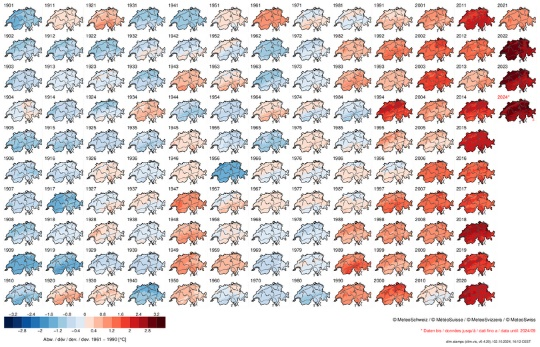 1901 1911 1921 1931 1941 1951 1961 1971 1981 1991 2001 2011 2021
1902 1912 1922 1932 1942 1952 1962 1972 1982 1992 2002 2012 2022
1903 1913 1923 1933 1943 1953 1963 1973 1983 1993 2003 2013 2023
1904 1914 1924 1934 1944 1954 1964 1974 1984 1994 2004 2014 2024*
1905 1915 1925 1935 1945 1955 1965 1975 1985 1995 2005 2015
1906 1916 1926 1936 1946 1956 1966 1976 1986 1996 2006 2016
1907 1917 1927 1937 1947 1957 1967 1977 1987 1997 2007 2017
1908 1918 1928 1938 1948 1958 1968 1978 1988 1998 2008 2018
1909 1919 1929 1939 1949 1959 1969 1979 1989 1999 2009 2019
1910 1920 1930 1940 1950 1960 1970 1980 1990 2000 2010 2020
-3.2 -2.4 -1.6 -0.8 0 0.8 1.6 2.4 3.2
-2.8 -2 -1.2 -0.4 0.4 1.2 2 2.8
Abw. / dév / dev. / dev. 1961 – 1990 [°C]
© MeteoSchweiz / © MétéoSuisse / © MeteoSvizzera / © MeteoSwiss